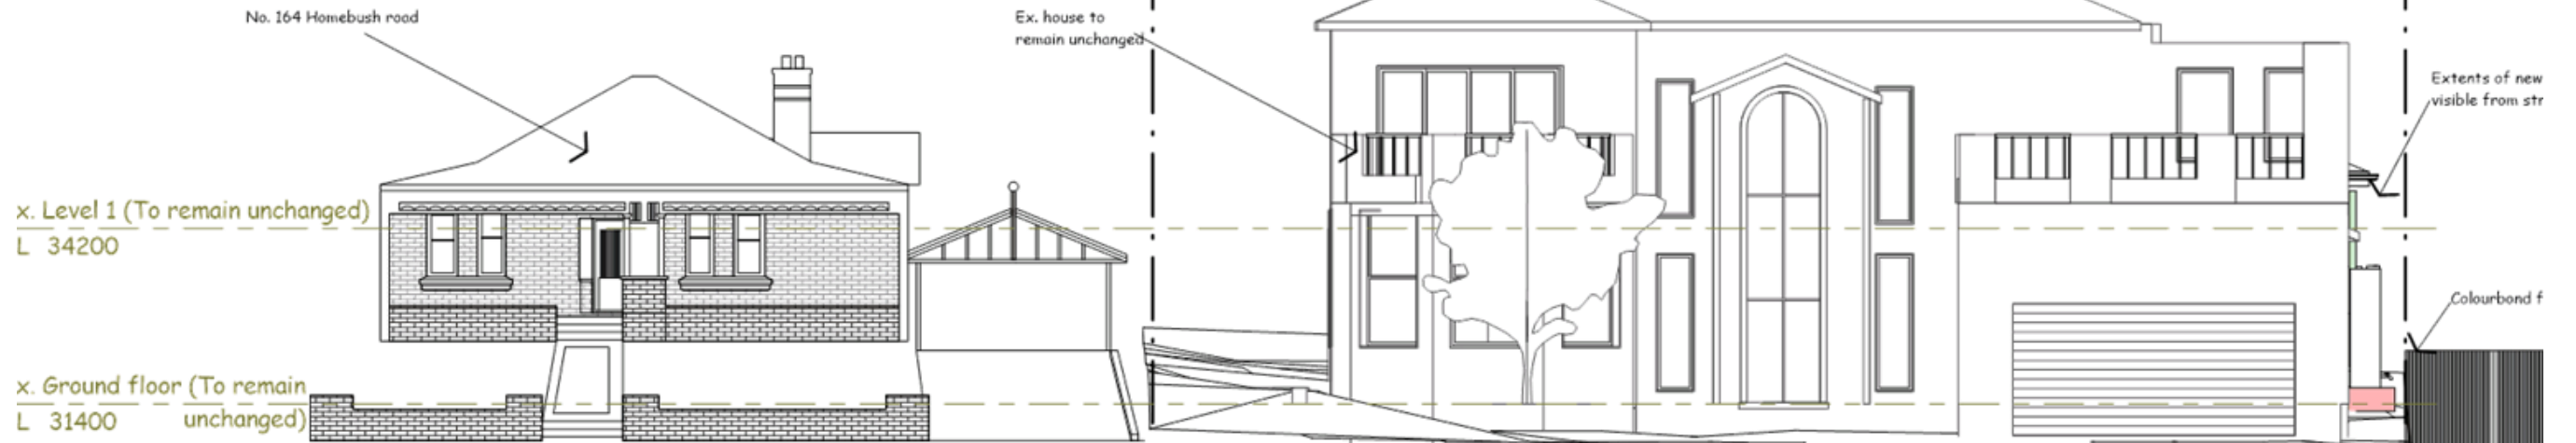 No. 164 Homebush road
Ex. house to
remain unchanged
Extents of new
visible from str
x. Level 1 (To remain unchanged)
L 34200
Colourbond f
x. Ground floor (To remain
unchanged)
L 31400